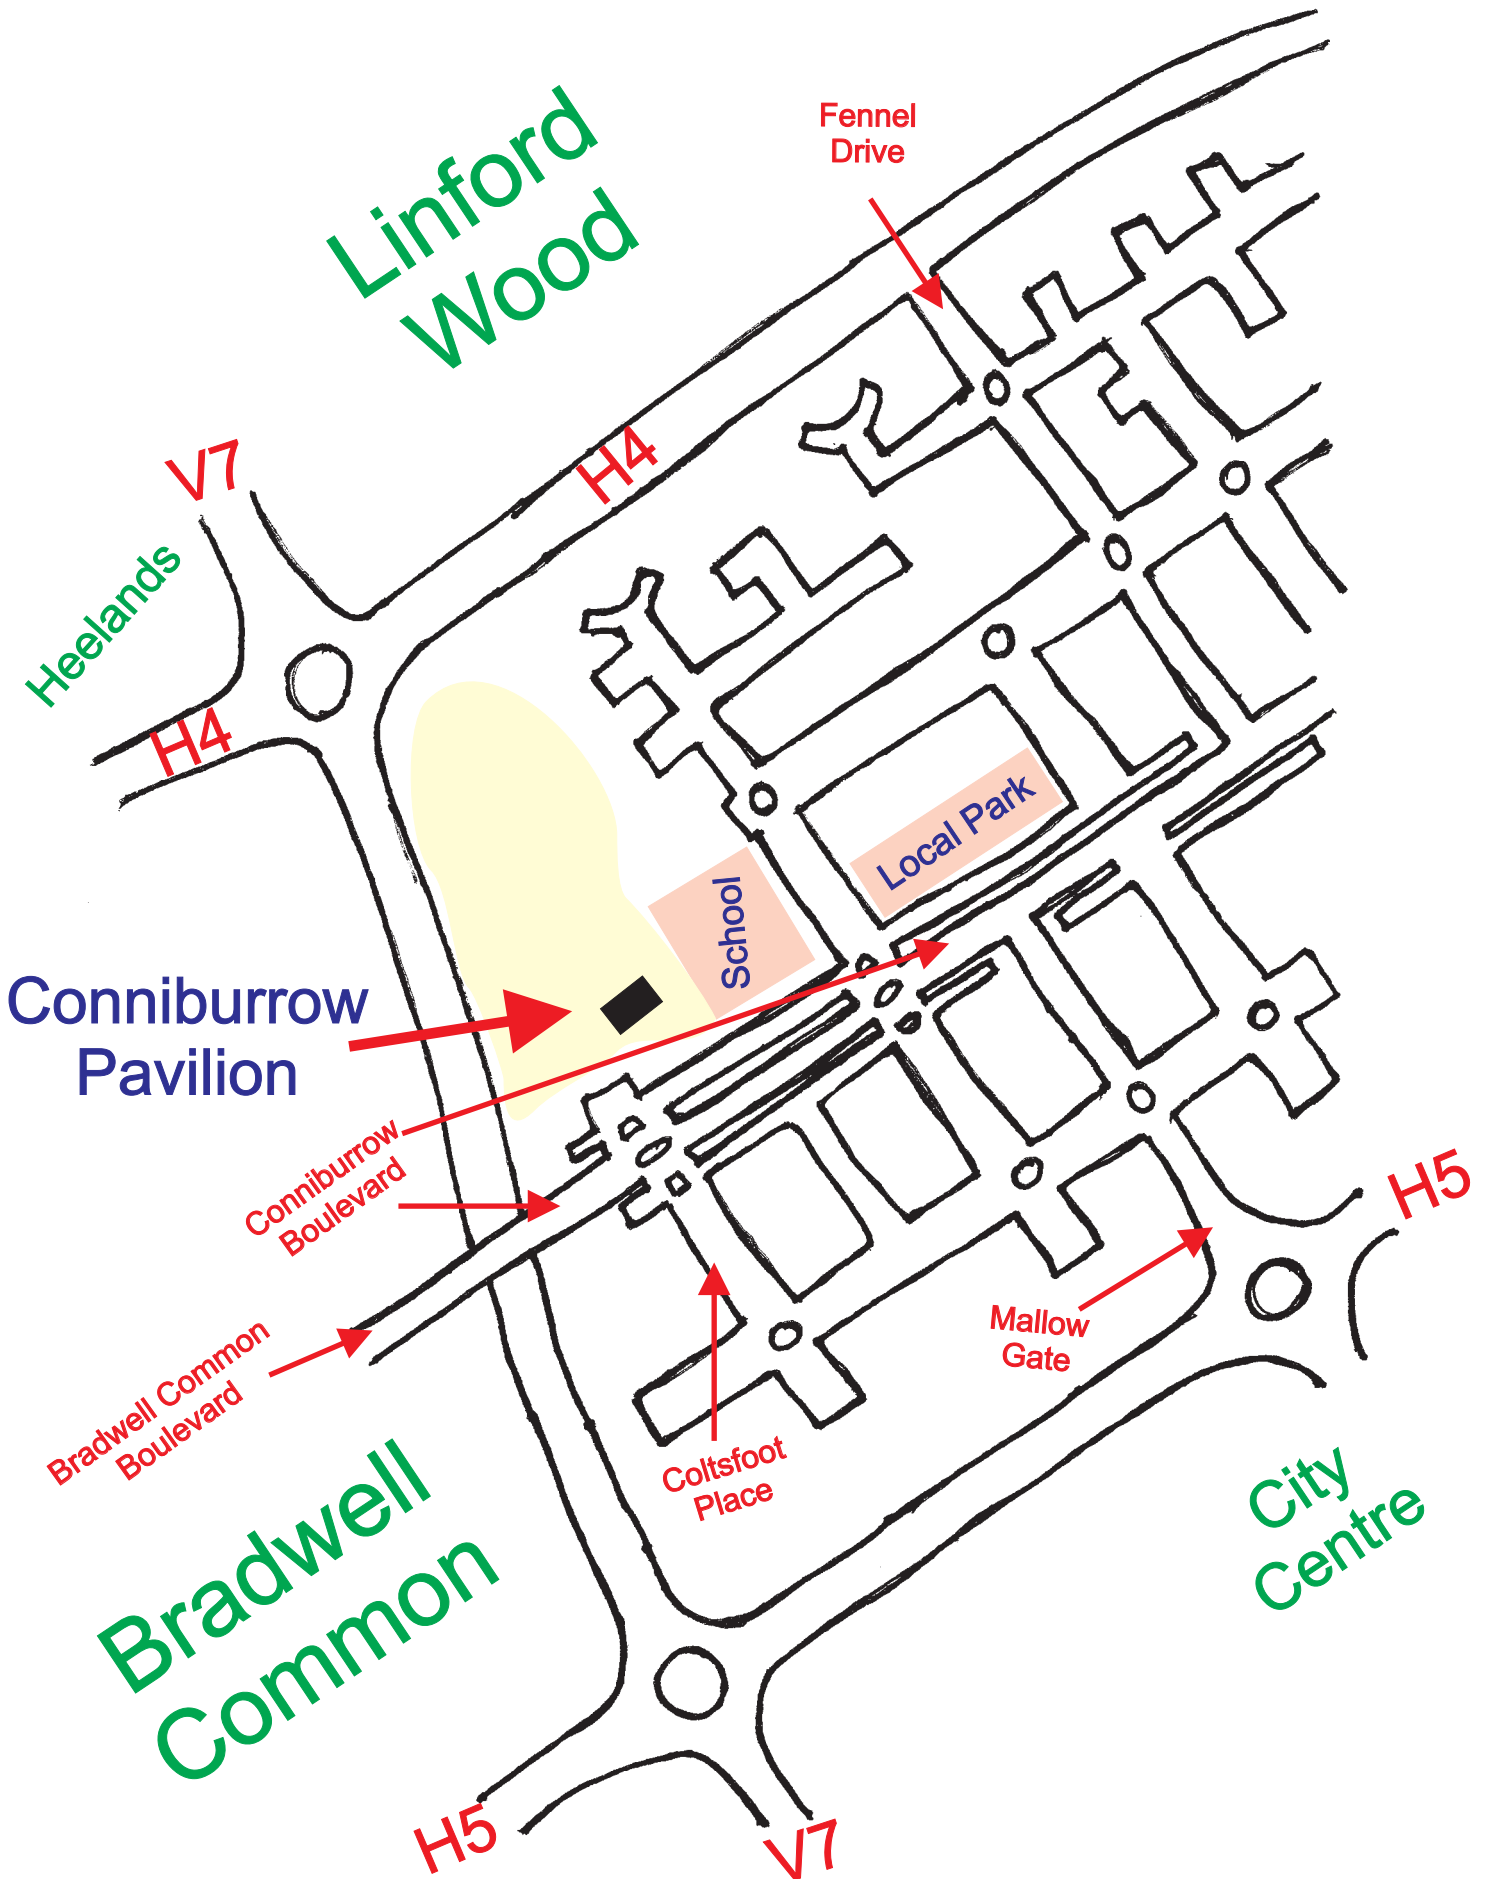 Fennel
Drive
Linford
Wood
V7
H4
Heelands
H4
Local Park
School
Conniburrow
Pavilion
Conniburrow
Boulevard
H5
Mallow
Gate
Bradwell Common
Boulevard
Coltsfoot
Place
Bradwell
Common
City
Centre
H5
V7